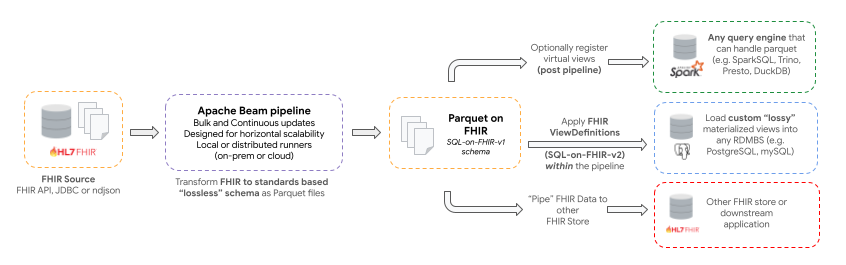 HL7 FHIR
FHIR Source
FHIR API, JDBC or ndjson
Apache Beam pipeline
Bulk and Continuous updates
Designed for horizontal scalability
Local or distributed runners
(on-prem or cloud)
Transform FHIR to standards based
“lossless” schema as Parquet files
Parquet on
FHIR
SQL-on-FHIR-v1
schema
Optionally register
virtual views
(post pipeline)
Any query engine that
can handle parquet
(e.g. SparkSQL, Trino,
Presto, DuckDB)
APACHE
Spark
Apply FHIR
ViewDefinitions
(SQL-on-FHIR-v2)
within the pipeline
Load custom “lossy”
materialized views into
any RDMBS (e.g.
PostgreSQL, mySQL)
“Pipe” FHIR Data to
other
FHIR Store
Other FHIR store or
downstream
application
HL7 FHIR